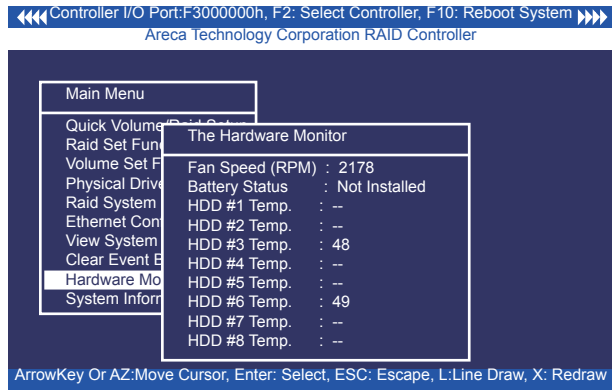 Controller I/O Port:F3000000h, F2: Select Controller, F10: Reboot System
Areca Technology Corporation RAID Controller
Main Menu
Quick Volume/Raid Setup
Raid Set Fun
Volume Set F
Physical Drive
Raid System
Ethernet Con
View System
Clear Event B
Hardware Mo
System Inform
The Hardware Monitor
Fan Speed (RPM) : 2178
Battery Status : Not Installed
HDD #1 Temp. : --
HDD #2 Temp. : --
HDD #3 Temp. : 48
HDD #4 Temp. : --
HDD #5 Temp. : --
HDD #6 Temp. : 49
HDD #7 Temp. : --
HDD #8 Temp. : --
ArrowKey Or AZ:Move Cursor, Enter: Select, ESC: Escape, L:Line Draw, X: Redraw